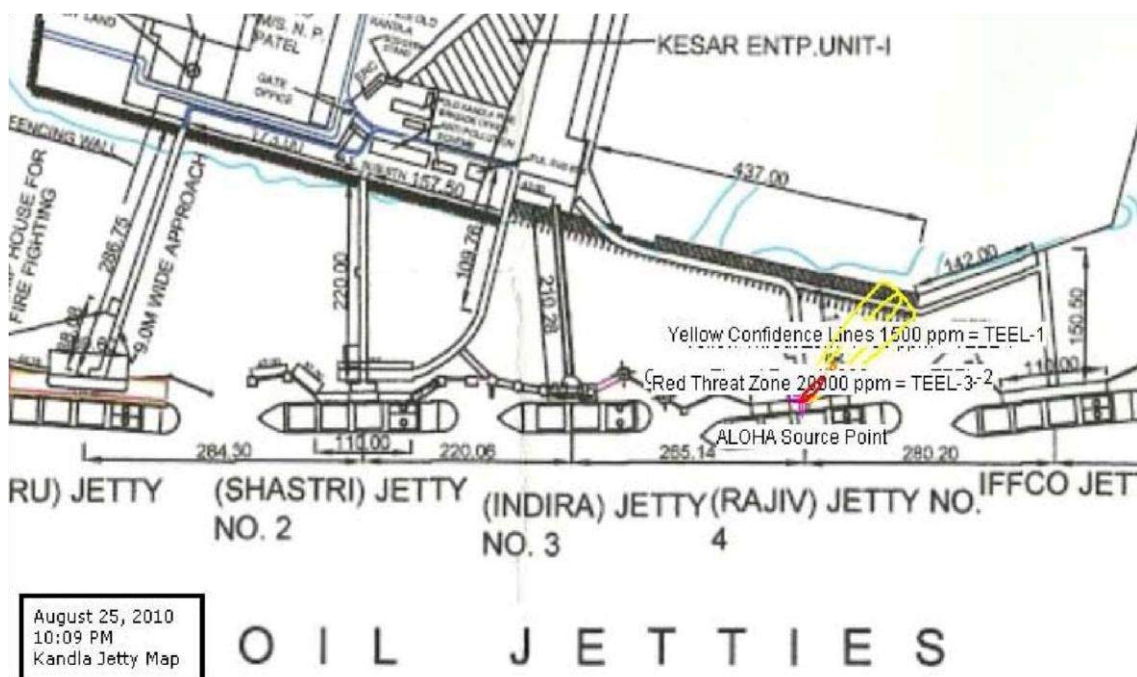 LAND
M/S. N. P.
PATEL
KANDLA
KESAR ENTP.UNIT-I
GATE
OFFICE
FENCING WALL
157.50
437.00
HOUSE FOR
FIRE FIGHTING
286.75
9.0M WIDE APPROACH
220.00
109.76
210.28
142.00
150.50
Yellow Confidence Lines 1500 ppm = TEEL-1
Red Threat Zone 20000 ppm = TEEL-3
-2
110.00
ALOHA Source Point
110.00
284.30
220.06
265.14
280.20
RU) JETTY
(SHASTRI) JETTY
NO. 2
(INDIRA) JETTY
NO. 3
(RAJIV) JETTY NO.
4
IFFCO JET
August 25, 2010
10:09 PM
Kandla Jetty Map
OIL JETTIES